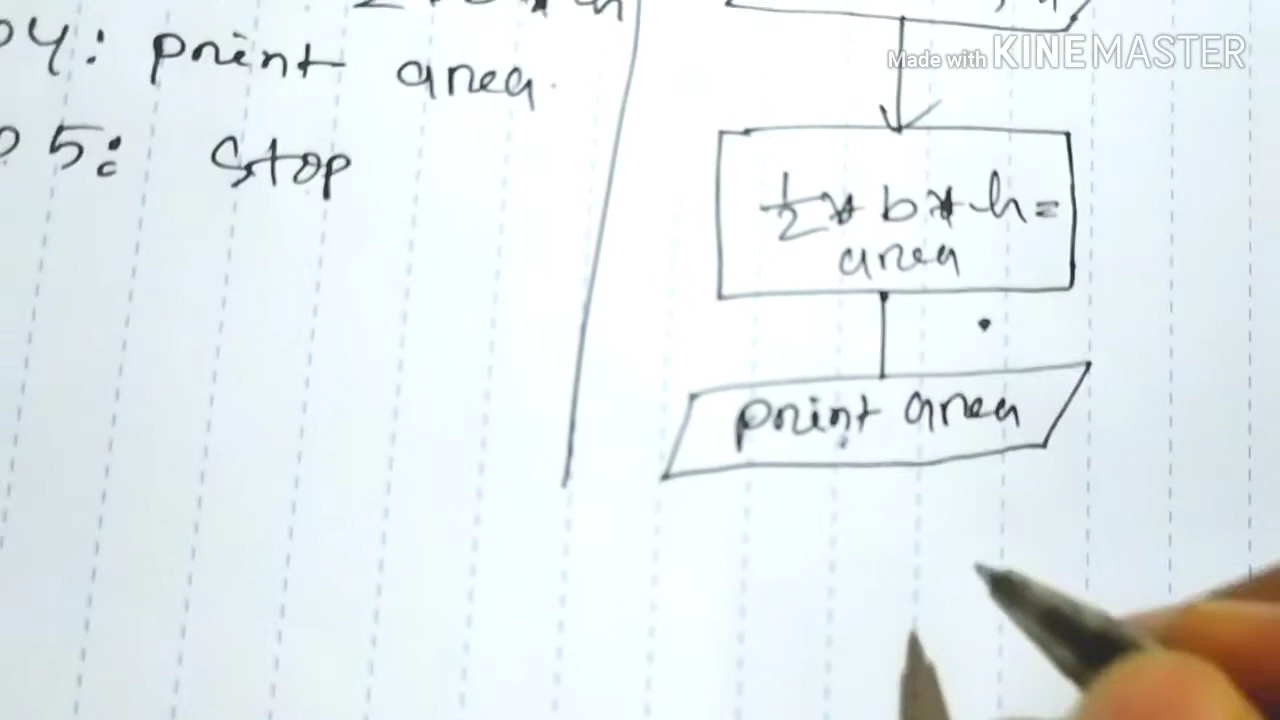 4: print area.
5: Stop
Made with KINEMASTER
1/2 * b * h =
area
print area